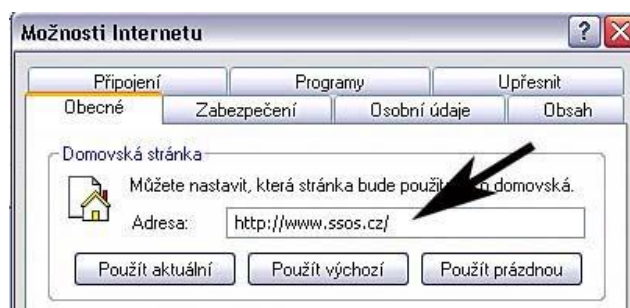 Možnosti Internetu
Připojení Programy Upřesnit
Obecné Zabezpečení Osobní údaje Obsah
Domovská stránka
Můžete nastavit, která stránka bude domovská.
Adresa: http://www.ssos.cz/
Použít aktuální Použít výchozí Použít prázdnou